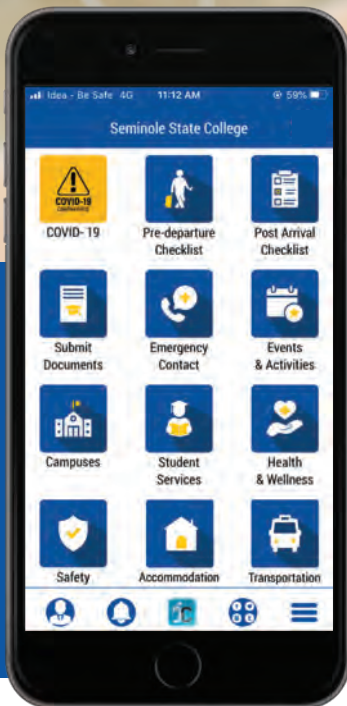 Idea - Be Safe 4G 11:12 AM 59%
Seminole State College
COVID-19
COVID- 19
Pre-departure
Checklist
Post Arrival
Checklist
Submit
Documents
Emergency
Contact
Events
& Activities
Campuses
Student
Services
Health
& Wellness
Safety
Accommodation
Transportation